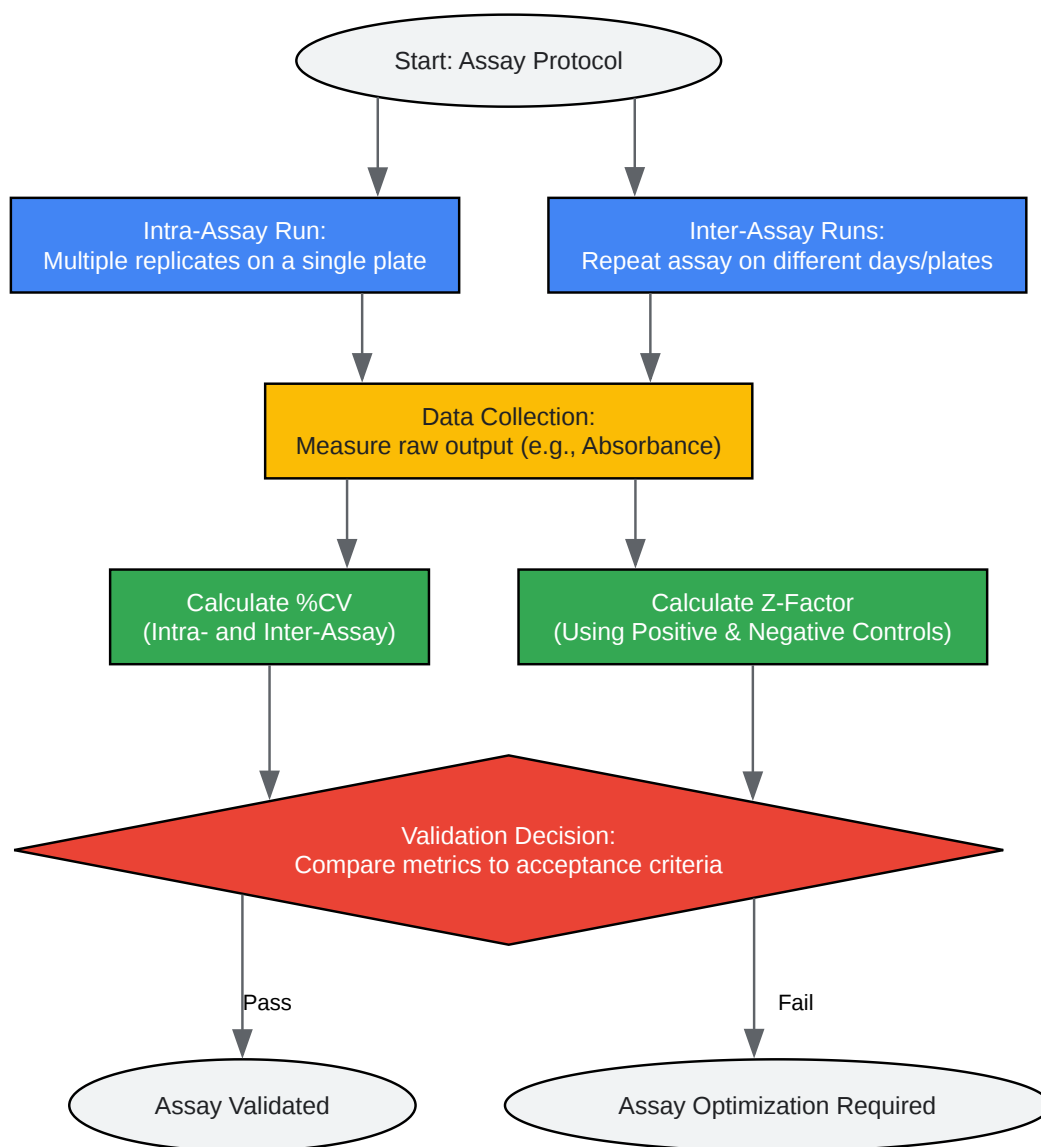 Start: Assay Protocol
Intra-Assay Run:
Multiple replicates on a single plate
Inter-Assay Runs:
Repeat assay on different days/plates
Data Collection:
Measure raw output (e.g., Absorbance)
Calculate %CV
(Intra- and Inter-Assay)
Calculate Z-Factor
(Using Positive & Negative Controls)
Validation Decision:
Compare metrics to acceptance criteria
Pass
Fail
Assay Validated
Assay Optimization Required